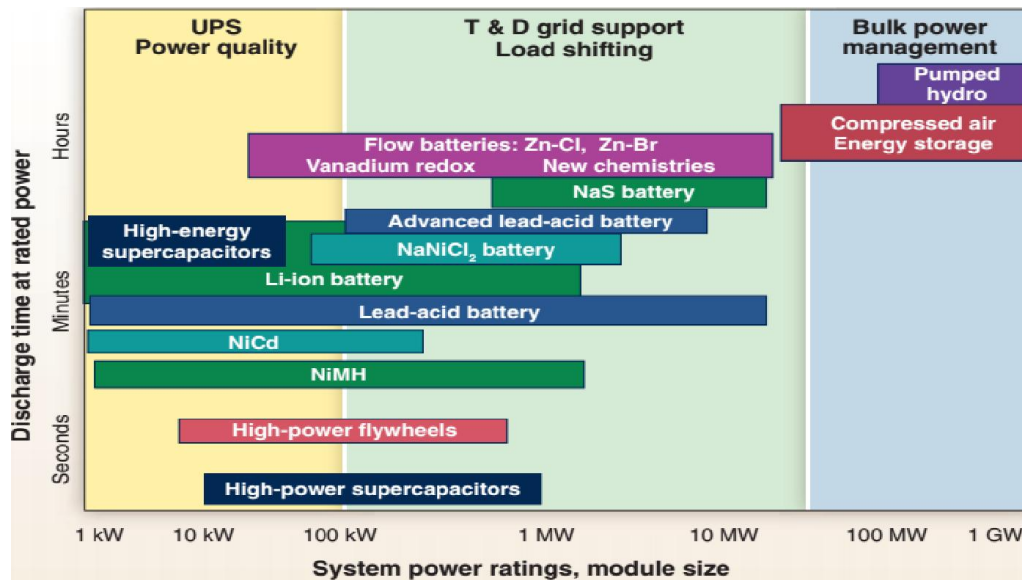 UPS
Power quality
T & D grid support
Load shifting
Bulk power
management
Pumped
hydro
Compressed air
Energy storage
Flow batteries: Zn-Cl, Zn-Br
Vanadium redox New chemistries
NaS battery
Advanced lead-acid battery
High-energy
supercapacitors
NaNiCl₂ battery
Li-ion battery
Lead-acid battery
NiCd
NiMH
High-power flywheels
High-power supercapacitors
Discharge time at rated power
Hours
Minutes
Seconds
1 kW 10 kW 100 kW 1 MW 10 MW 100 MW 1 GW
System power ratings, module size